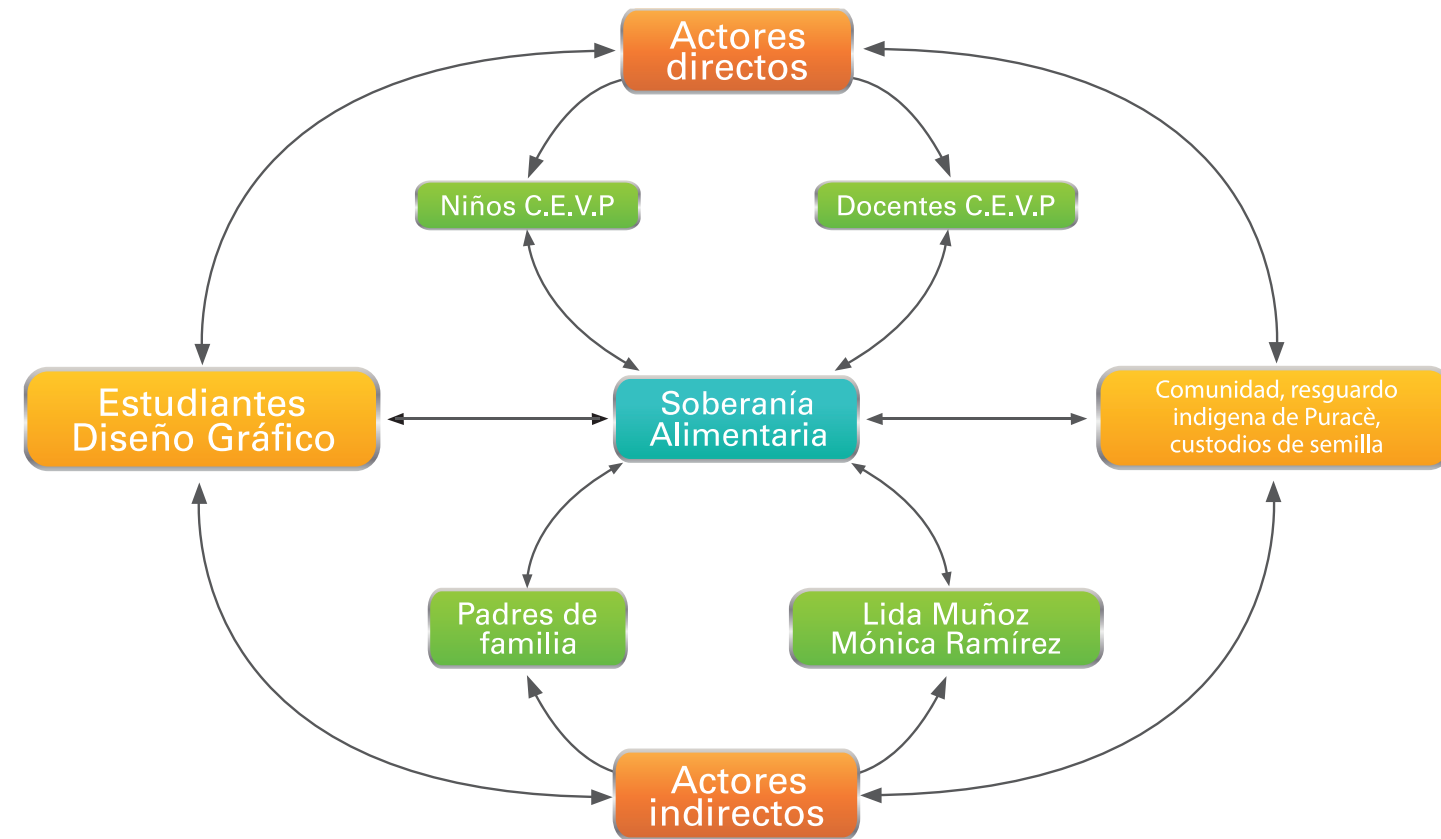 Actores
directos
Niños C.E.V.P
Docentes C.E.V.P
Estudiantes
Diseño Gráfico
Soberanía
Alimentaria
Comunidad, resguardo
indigena de Puracè,
custodios de semilla
Padres de
familia
Lida Muñoz
Mónica Ramírez
Actores
indirectos